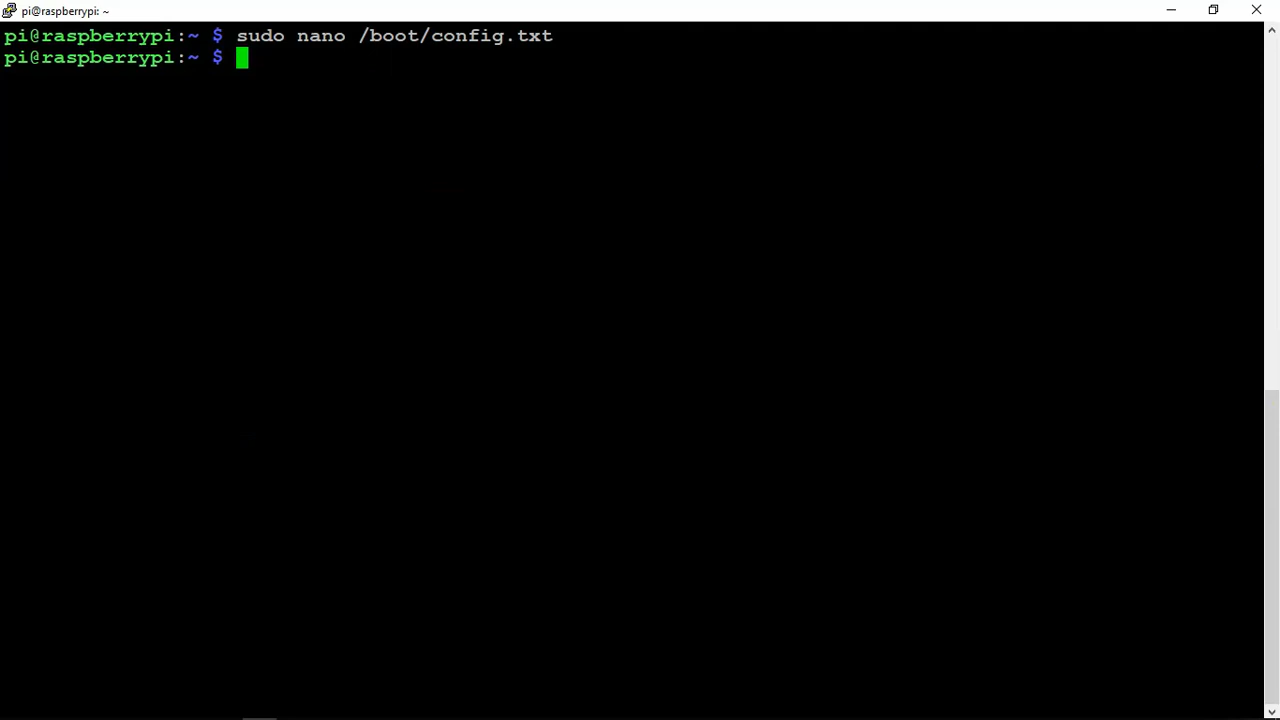 pi@raspberrypi: ~
pi@raspberrypi:~ $ sudo nano /boot/config.txt
pi@raspberrypi:~ $